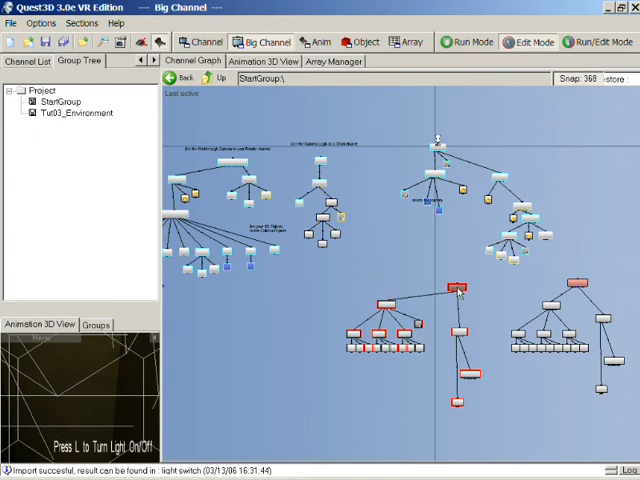 Quest3D 3.0e VR Edition - Big Channel
File Options Sections Help
Channel Big Channel Anim Object Array Run Mode Edit Mode Run/Edit Mode
Channel List Group Tree Channel Graph Animation 3D View Array Manager
Back Up StartGroup:\ Snap: 368 estore :
Last active
Project
StartGroup
Tut03_Environment
Animation 3D View Groups
Menu
Press L to Turn Light On/Off
Import succesful, result can be found in : light switch (03/13/06 16:31:44) Log